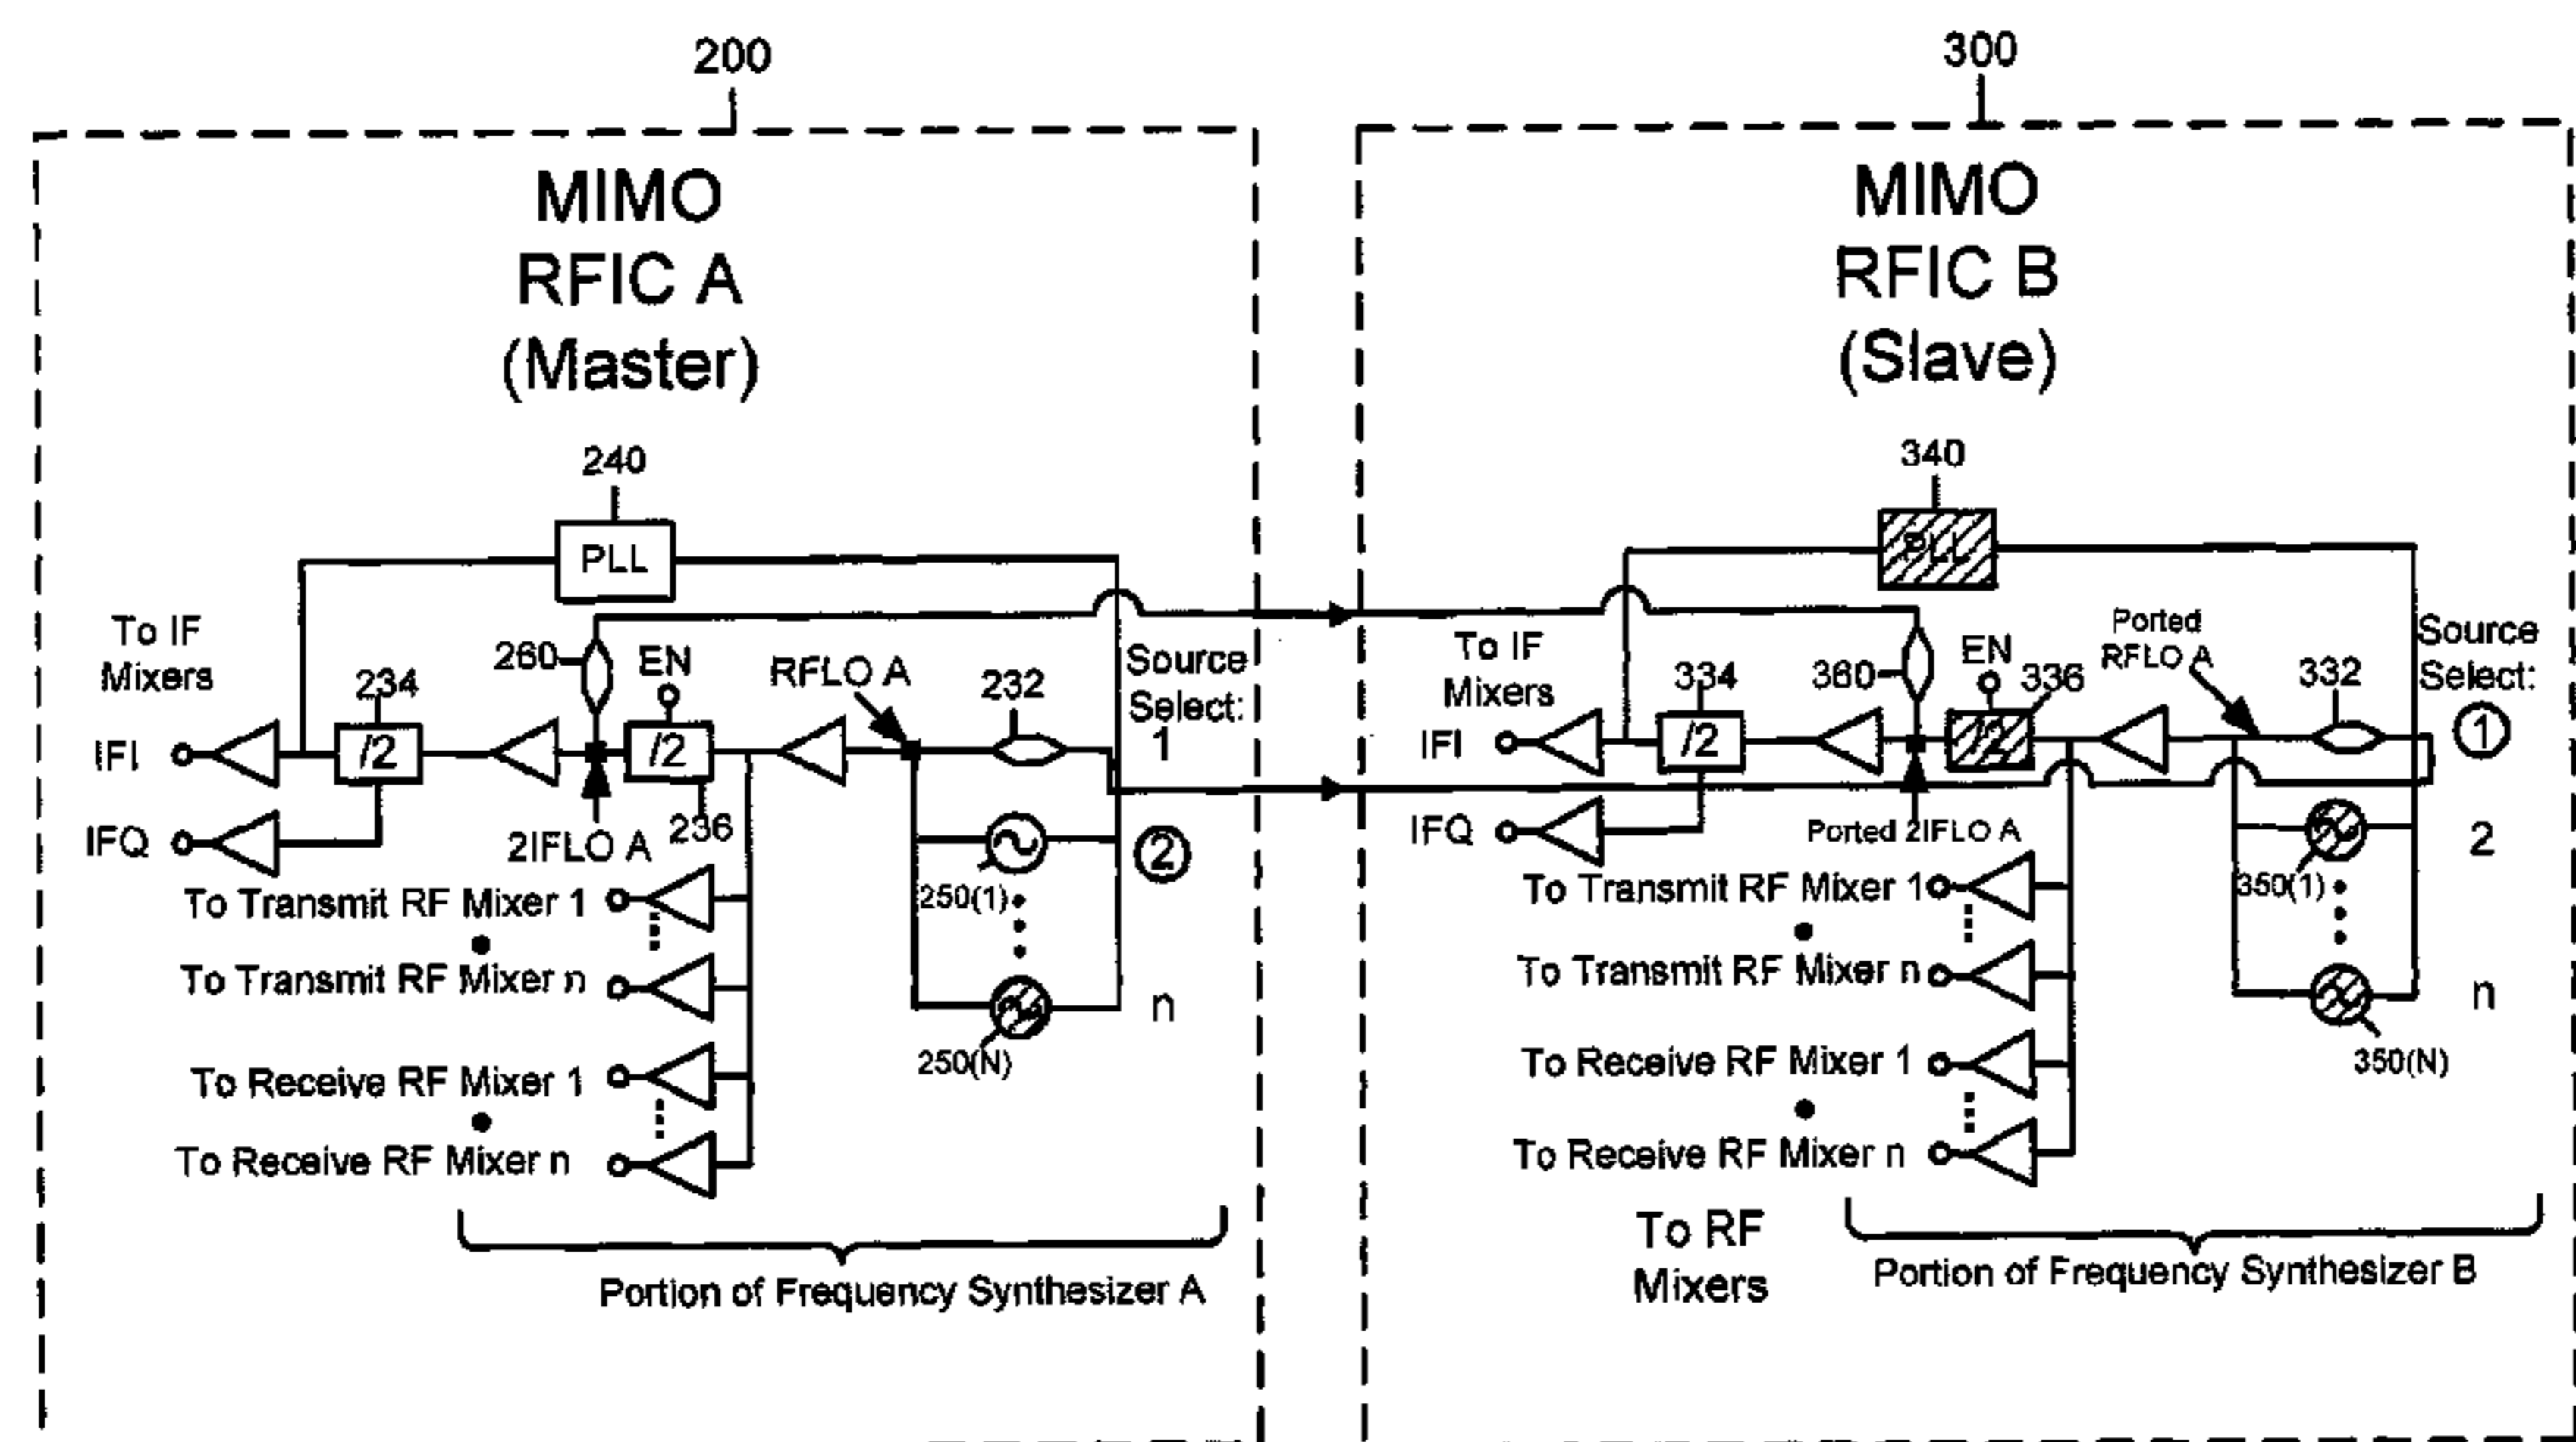 200
MIMO
RFIC A
(Master)
240
PLL
To IF
Mixers
234
260
EN
RFLO A
232
Source
Select:
1
IFI
/2
/2
IFQ
2IFLO A
236
2
250(1)
To Transmit RF Mixer 1
To Transmit RF Mixer n
n
250(N)
To Receive RF Mixer 1
To Receive RF Mixer n
Portion of Frequency Synthesizer A
300
MIMO
RFIC B
(Slave)
340
PLL
To IF
Mixers
334
360
EN
336
Ported
RFLO A
332
Source
Select:
1
IFI
/2
/2
IFQ
Ported 2IFLO A
2
350(1)
To Transmit RF Mixer 1
To Transmit RF Mixer n
n
350(N)
To Receive RF Mixer 1
To Receive RF Mixer n
To RF
Mixers
Portion of Frequency Synthesizer B